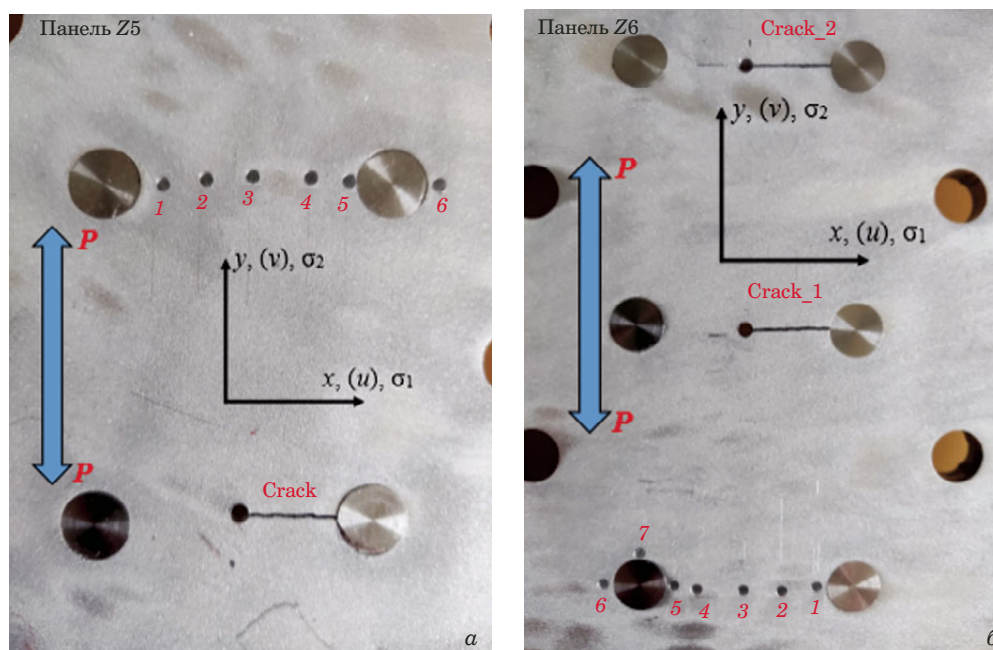 Панель Z5
1
2
3
4
5
6
P
y, (v), σ₂
x, (u), σ₁
P
Crack
а
Панель Z6
Crack_2
y, (v), σ₂
P
x, (u), σ₁
Crack_1
P
7
6
5
4
3
2
1
б